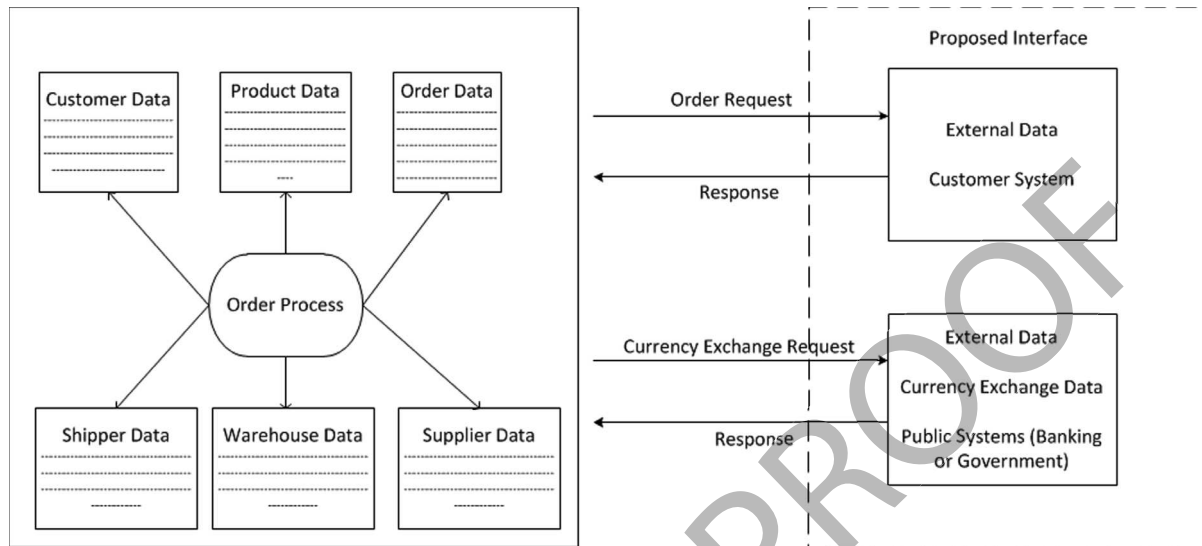 Customer Data
Product Data
Order Data
Order Process
Shipper Data
Warehouse Data
Supplier Data
Proposed Interface
Order Request
Response
External Data
Customer System
Currency Exchange Request
Response
External Data
Currency Exchange Data
Public Systems (Banking
or Government)
PROOF